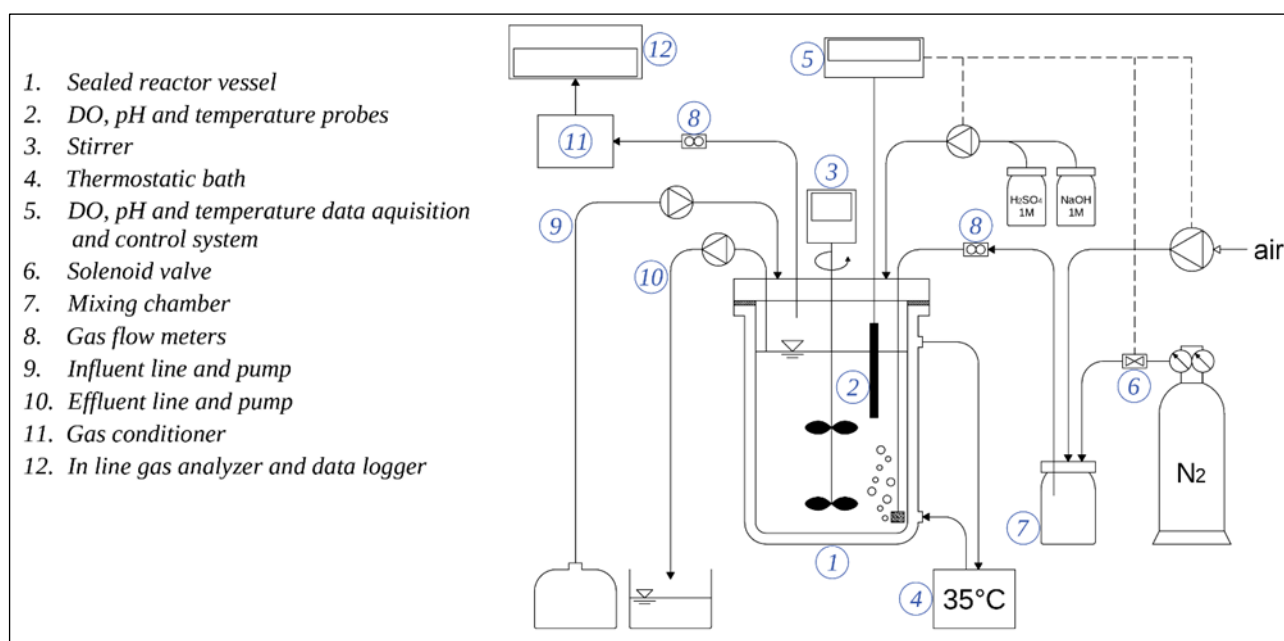 1. Sealed reactor vessel
2. DO, pH and temperature probes
3. Stirrer
4. Thermostatic bath
5. DO, pH and temperature data aquisition
and control system
6. Solenoid valve
7. Mixing chamber
8. Gas flow meters
9. Influent line and pump
10. Effluent line and pump
11. Gas conditioner
12. In line gas analyzer and data logger
12
5
11
8
3
H2SO4
1M
NaOH
1M
9
10
8
air
2
6
N2
7
1
4
35°C